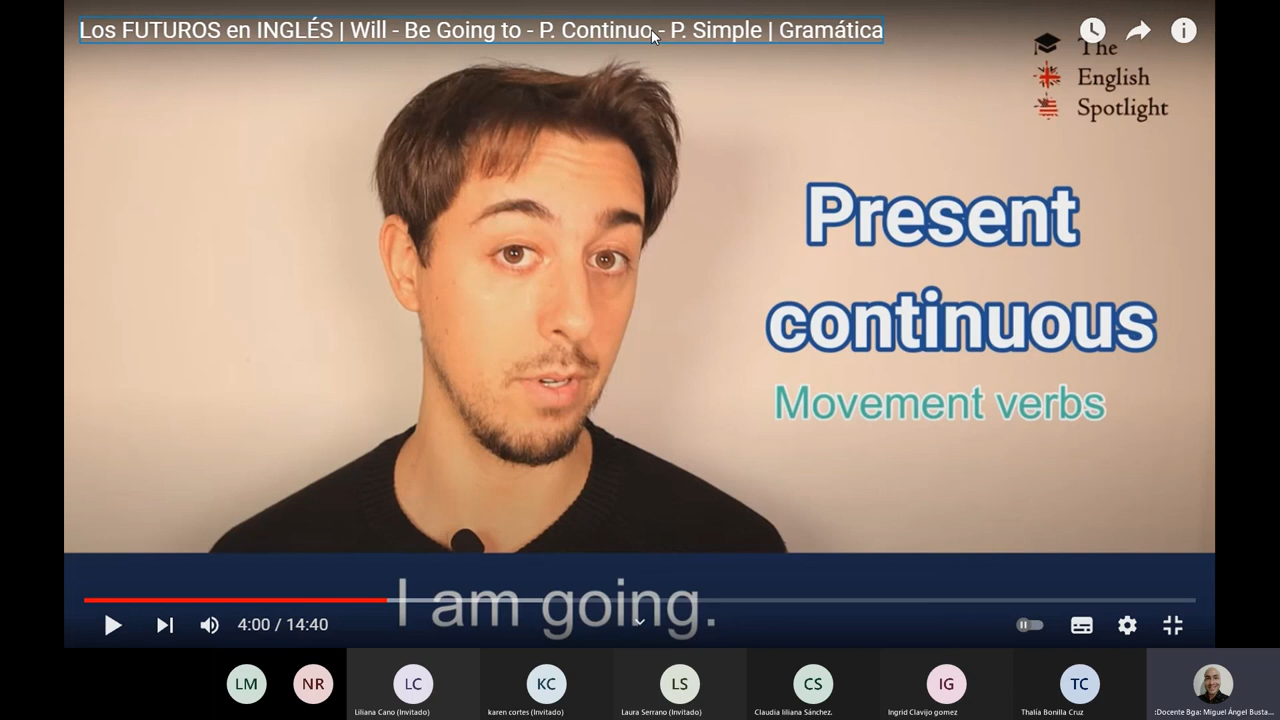 Los FUTUROS en INGLÉS | Will - Be Going to - P. Continuo - P. Simple | Gramática
The
English
Spotlight
Present
continuous
Movement verbs
I am going.
4:00 / 14:40
LM
NR
LC
KC
LS
CS
IG
TC
Liliana Cano (Invitado)
karen cortes (Invitado)
Laura Serrano (Invitado)
Claudia liliana Sánchez.
Ingrid Clavijo gomez
Thalía Bonilla Cruz
:Docente Bga: Miguel Ángel Busta...